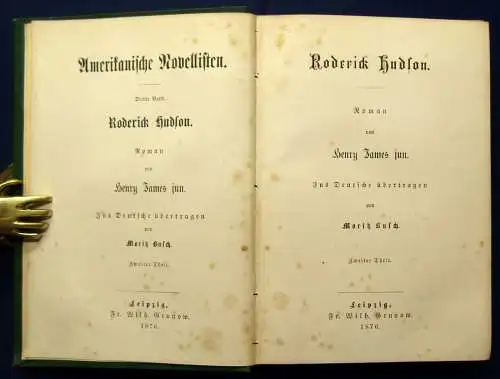 Amerikanische Novellisten.
Dritter Band.
Roderick Hudson.
Roman
von
Henry James jun.
Ins Deutsche übertragen
von
Moritz Busch.
Zweiter Theil.
Leipzig.
Fr. Wilh. Grunow.
1876.
Roderick Hudson.
Roman
von
Henry James jun.
Ins Deutsche übertragen
von
Moritz Busch.
Zweiter Theil.
Leipzig.
Fr. Wilh. Grunow.
1876.